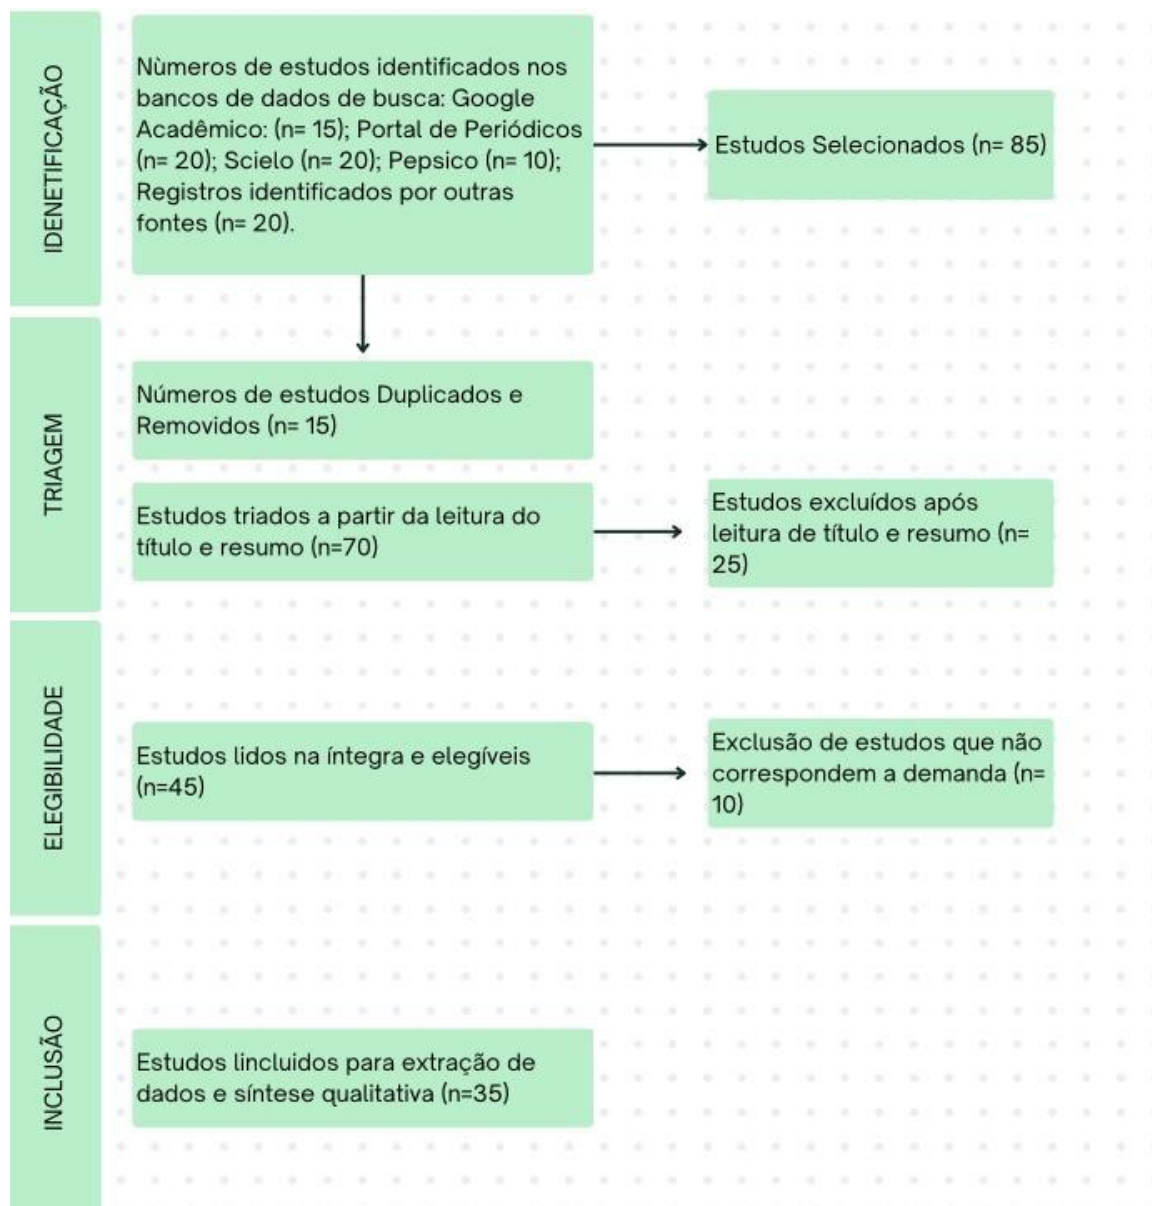 IDENETIFICAÇÃO
Nùmeros de estudos identificados nos
bancos de dados de busca: Google
Acadêmico: (n= 15); Portal de Periódicos
(n= 20); Scielo (n= 20); Pepsico (n= 10);
Registros identificados por outras
fontes (n= 20).
Estudos Selecionados (n= 85)
TRIAGEM
Números de estudos Duplicados e
Removidos (n= 15)
Estudos triados a partir da leitura do
título e resumo (n=70)
Estudos excluídos após
leitura de título e resumo (n=
25)
ELEGIBILIDADE
Estudos lidos na íntegra e elegíveis
(n=45)
Exclusão de estudos que não
correspondem a demanda (n=
10)
INCLUSÃO
Estudos lincluidos para extração de
dados e síntese qualitativa (n=35)